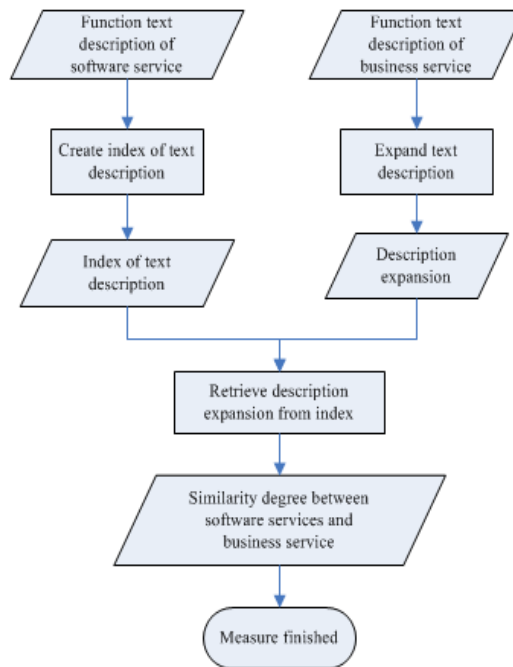 Function text
description of
software service
Function text
description of
business service
Create index of text
description
Expand text
description
Index of text
description
Description
expansion
Retrieve description
expansion from index
Similarity degree between
software services and
business service
Measure finished